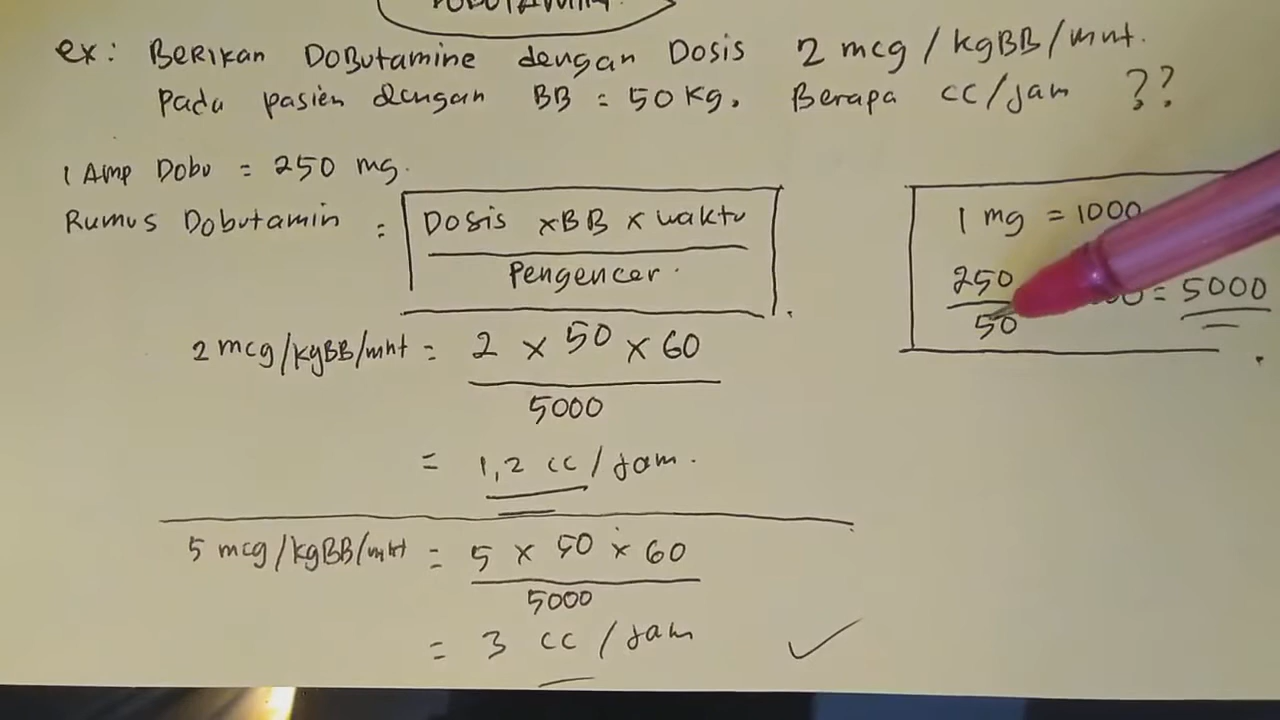 DOBUTAMIN
ex: Berikan Dobutamine dengan Dosis 2 mcg/kgBB/mnt.
Pada pasien dengan BB = 50 Kg. Berapa cc/jam ??
1 Amp Dobu = 250 mg.
Rumus Dobutamin = Dosis x BB x waktu
Pengencer.
1 mg = 1000
250
50
= 5000
2 mcg/kgBB/mnt = 2 x 50 x 60
5000
= 1,2 cc/jam.
5 mcg/kgBB/mnt = 5 x 50 x 60
5000
= 3 cc/jam